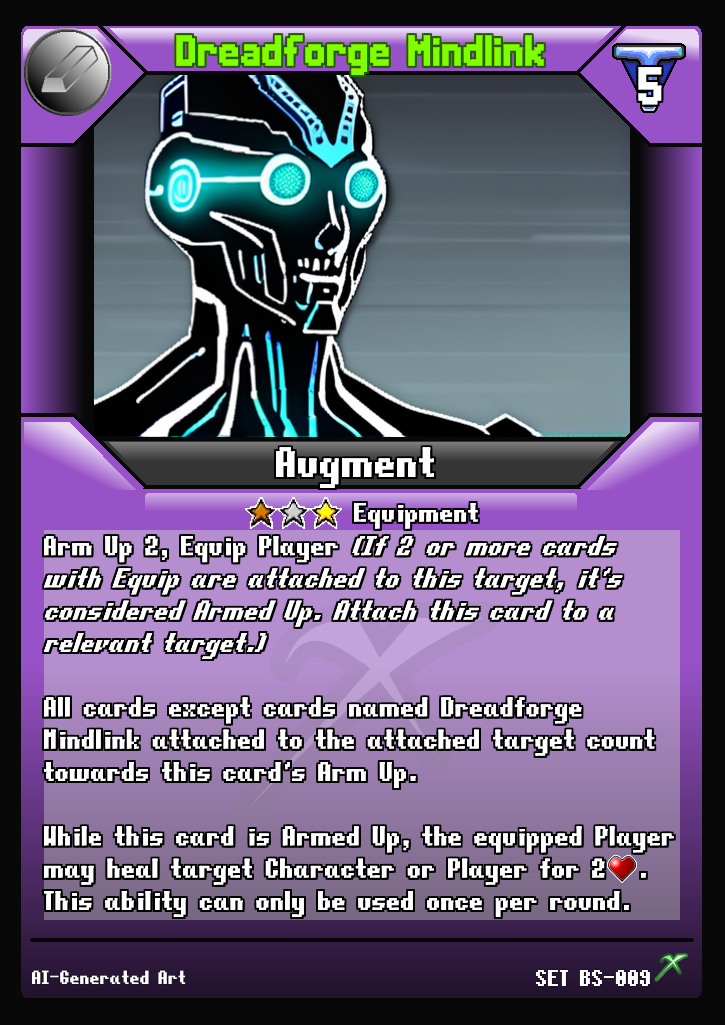 Dreadforge Mindlink
5
Augment
Equipment
Arm Up 2, Equip Player (If 2 or more cards
with Equip are attached to this target, it's
considered Armed Up. Attach this card to a
relevant target.)
All cards except cards named Dreadforge
Mindlink attached to the attached target count
towards this card's Arm Up.
While this card is Armed Up, the equipped Player
may heal target Character or Player for 2❤.
This ability can only be used once per round.
AI-Generated Art
SET BS-009